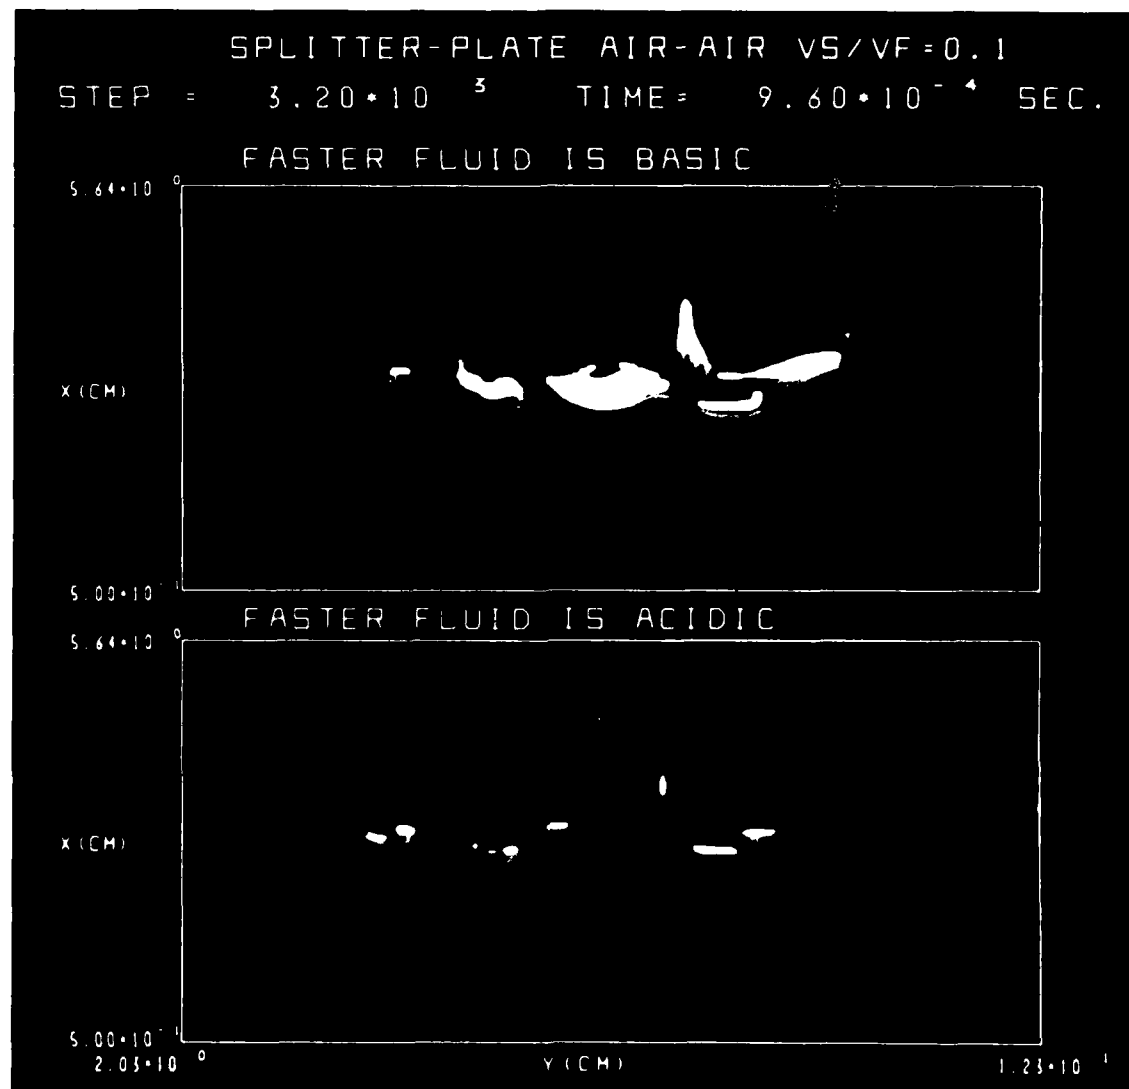 SPLITTER-PLATE AIR-AIR VS/VF=0.1
STEP = 3.20*10 3 TIME= 9.60*10 -4 SEC.
FASTER FLUID IS BASIC
5.64*10 0
X(CM)
5.00*10 -1
FASTER FLUID IS ACIDIC
5.64*10 0
X(CM)
5.00*10 -1
2.03*10 0 Y(CM) 1.23*10 1